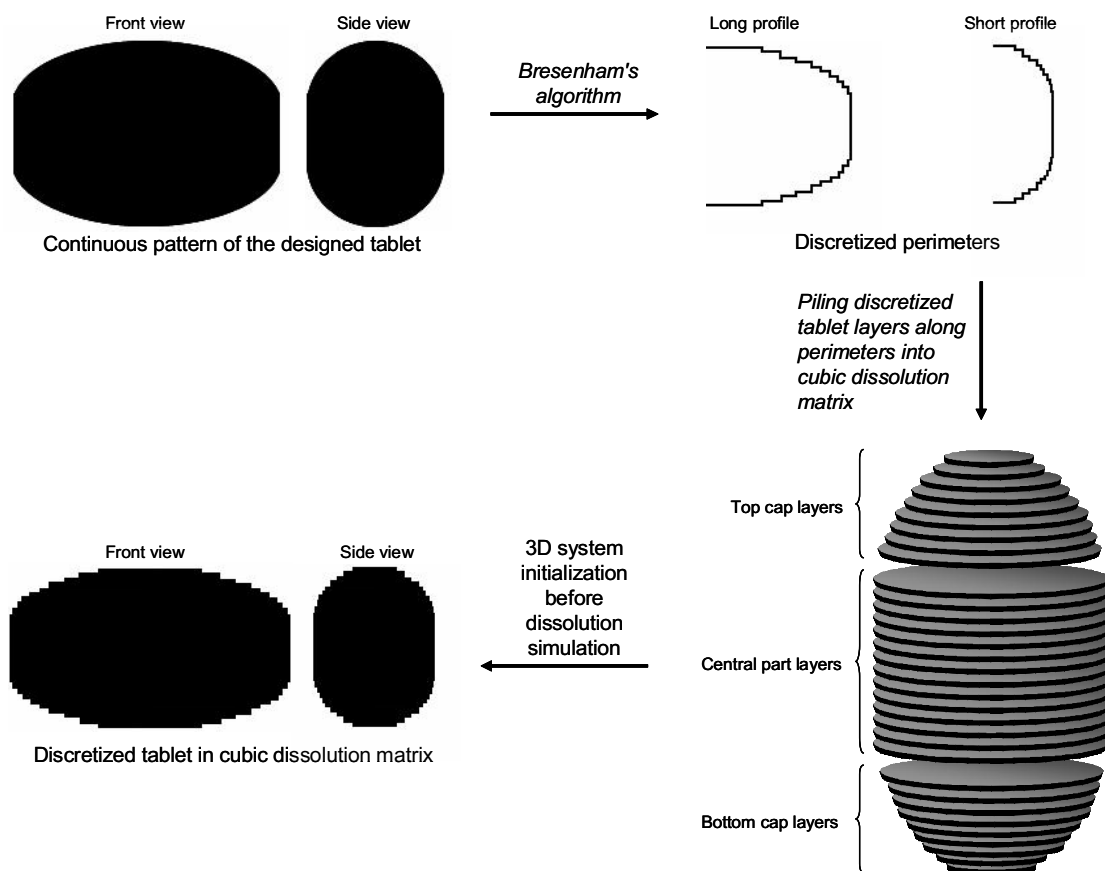 Front view
Side view
Continuous pattern of the designed tablet
Bresenham's
algorithm
Long profile
Short profile
Discretized perimeters
Piling discretized
tablet layers along
perimeters into
cubic dissolution
matrix
Top cap layers
Central part layers
Bottom cap layers
3D system
initialization
before
dissolution
simulation
Front view
Side view
Discretized tablet in cubic dissolution matrix